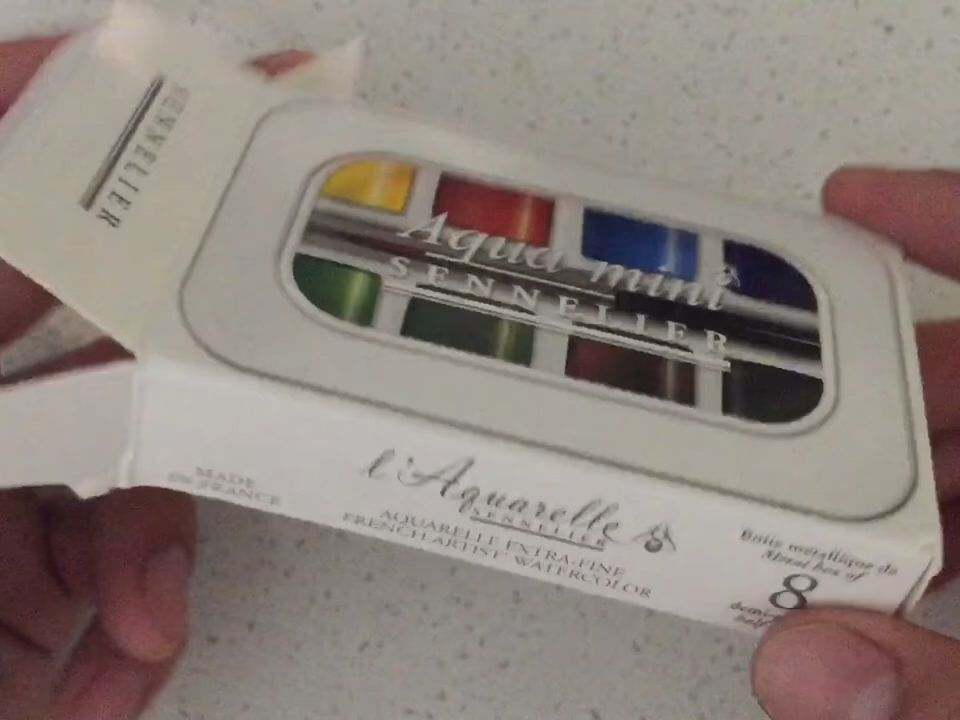 SENNELIER
Aqua-mini
SENNELIER
MADE
EN FRANCE
l'Aquarelle
SENNELIER
AQUARELLE EXTRA-FINE
FRENCH ARTIST' WATERCOLOR
Boîte métallique de
Metal box of
8